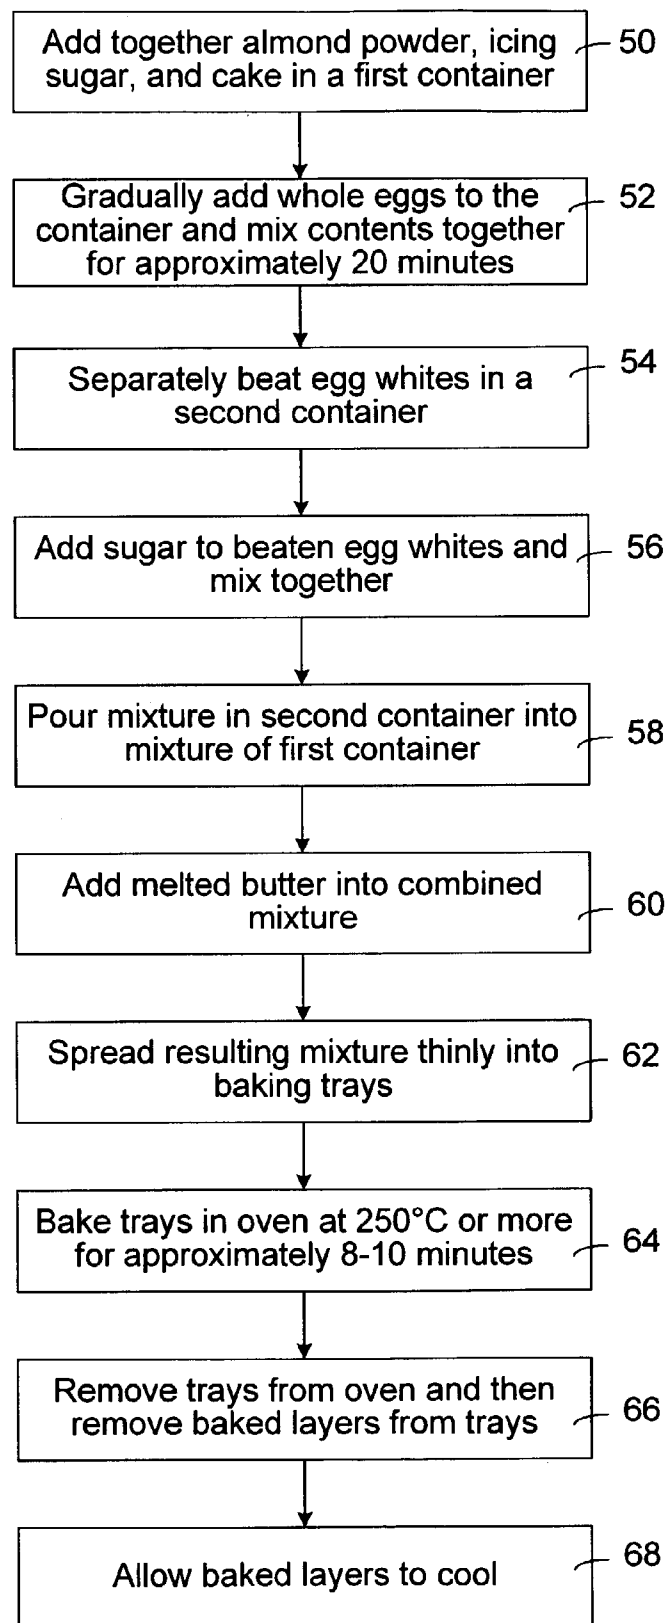 Add together almond powder, icing
sugar, and cake in a first container
50
Gradually add whole eggs to the
container and mix contents together
for approximately 20 minutes
52
Separately beat egg whites in a
second container
54
Add sugar to beaten egg whites and
mix together
56
Pour mixture in second container into
mixture of first container
58
Add melted butter into combined
mixture
60
Spread resulting mixture thinly into
baking trays
62
Bake trays in oven at 250°C or more
for approximately 8-10 minutes
64
Remove trays from oven and then
remove baked layers from trays
66
Allow baked layers to cool
68